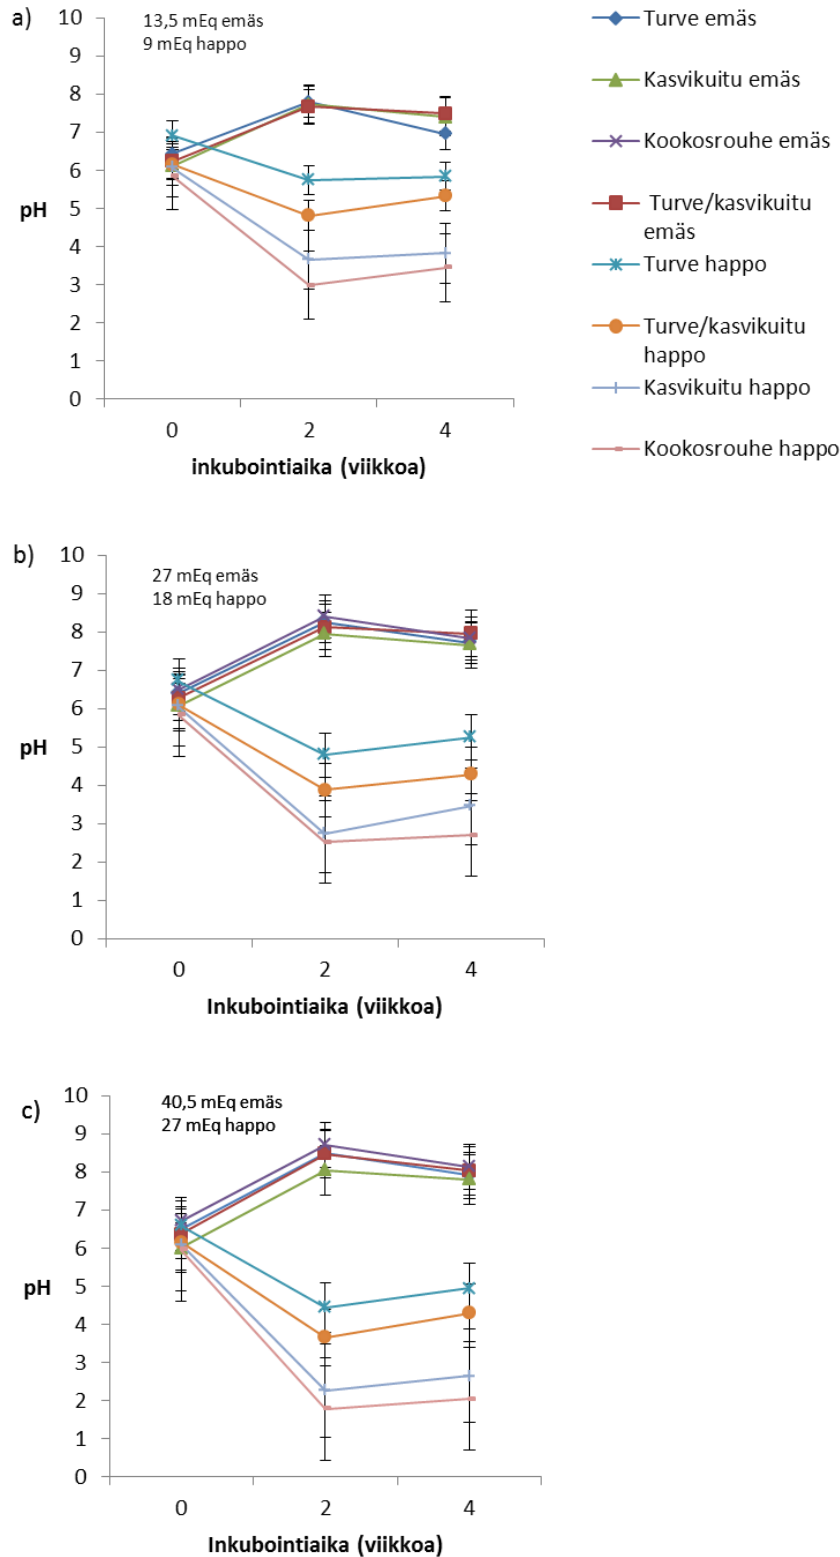 a)
13,5 mEq emäs
9 mEq happo
10
9
8
7
6
5
4
3
2
1
0
pH
0 2 4
inkubointiaika (viikkoa)
Turve emäs
Kasvikuitu emäs
Kookosrouhe emäs
Turve/kasvikuitu
emäs
Turve happo
Turve/kasvikuitu
happo
Kasvikuitu happo
Kookosrouhe happo
b)
27 mEq emäs
18 mEq happo
10
9
8
7
6
5
4
3
2
1
0
pH
0 2 4
Inkubointiaika (viikkoa)
c)
40,5 mEq emäs
27 mEq happo
10
9
8
7
6
5
4
3
2
1
0
pH
0 2 4
Inkubointiaika (viikkoa)